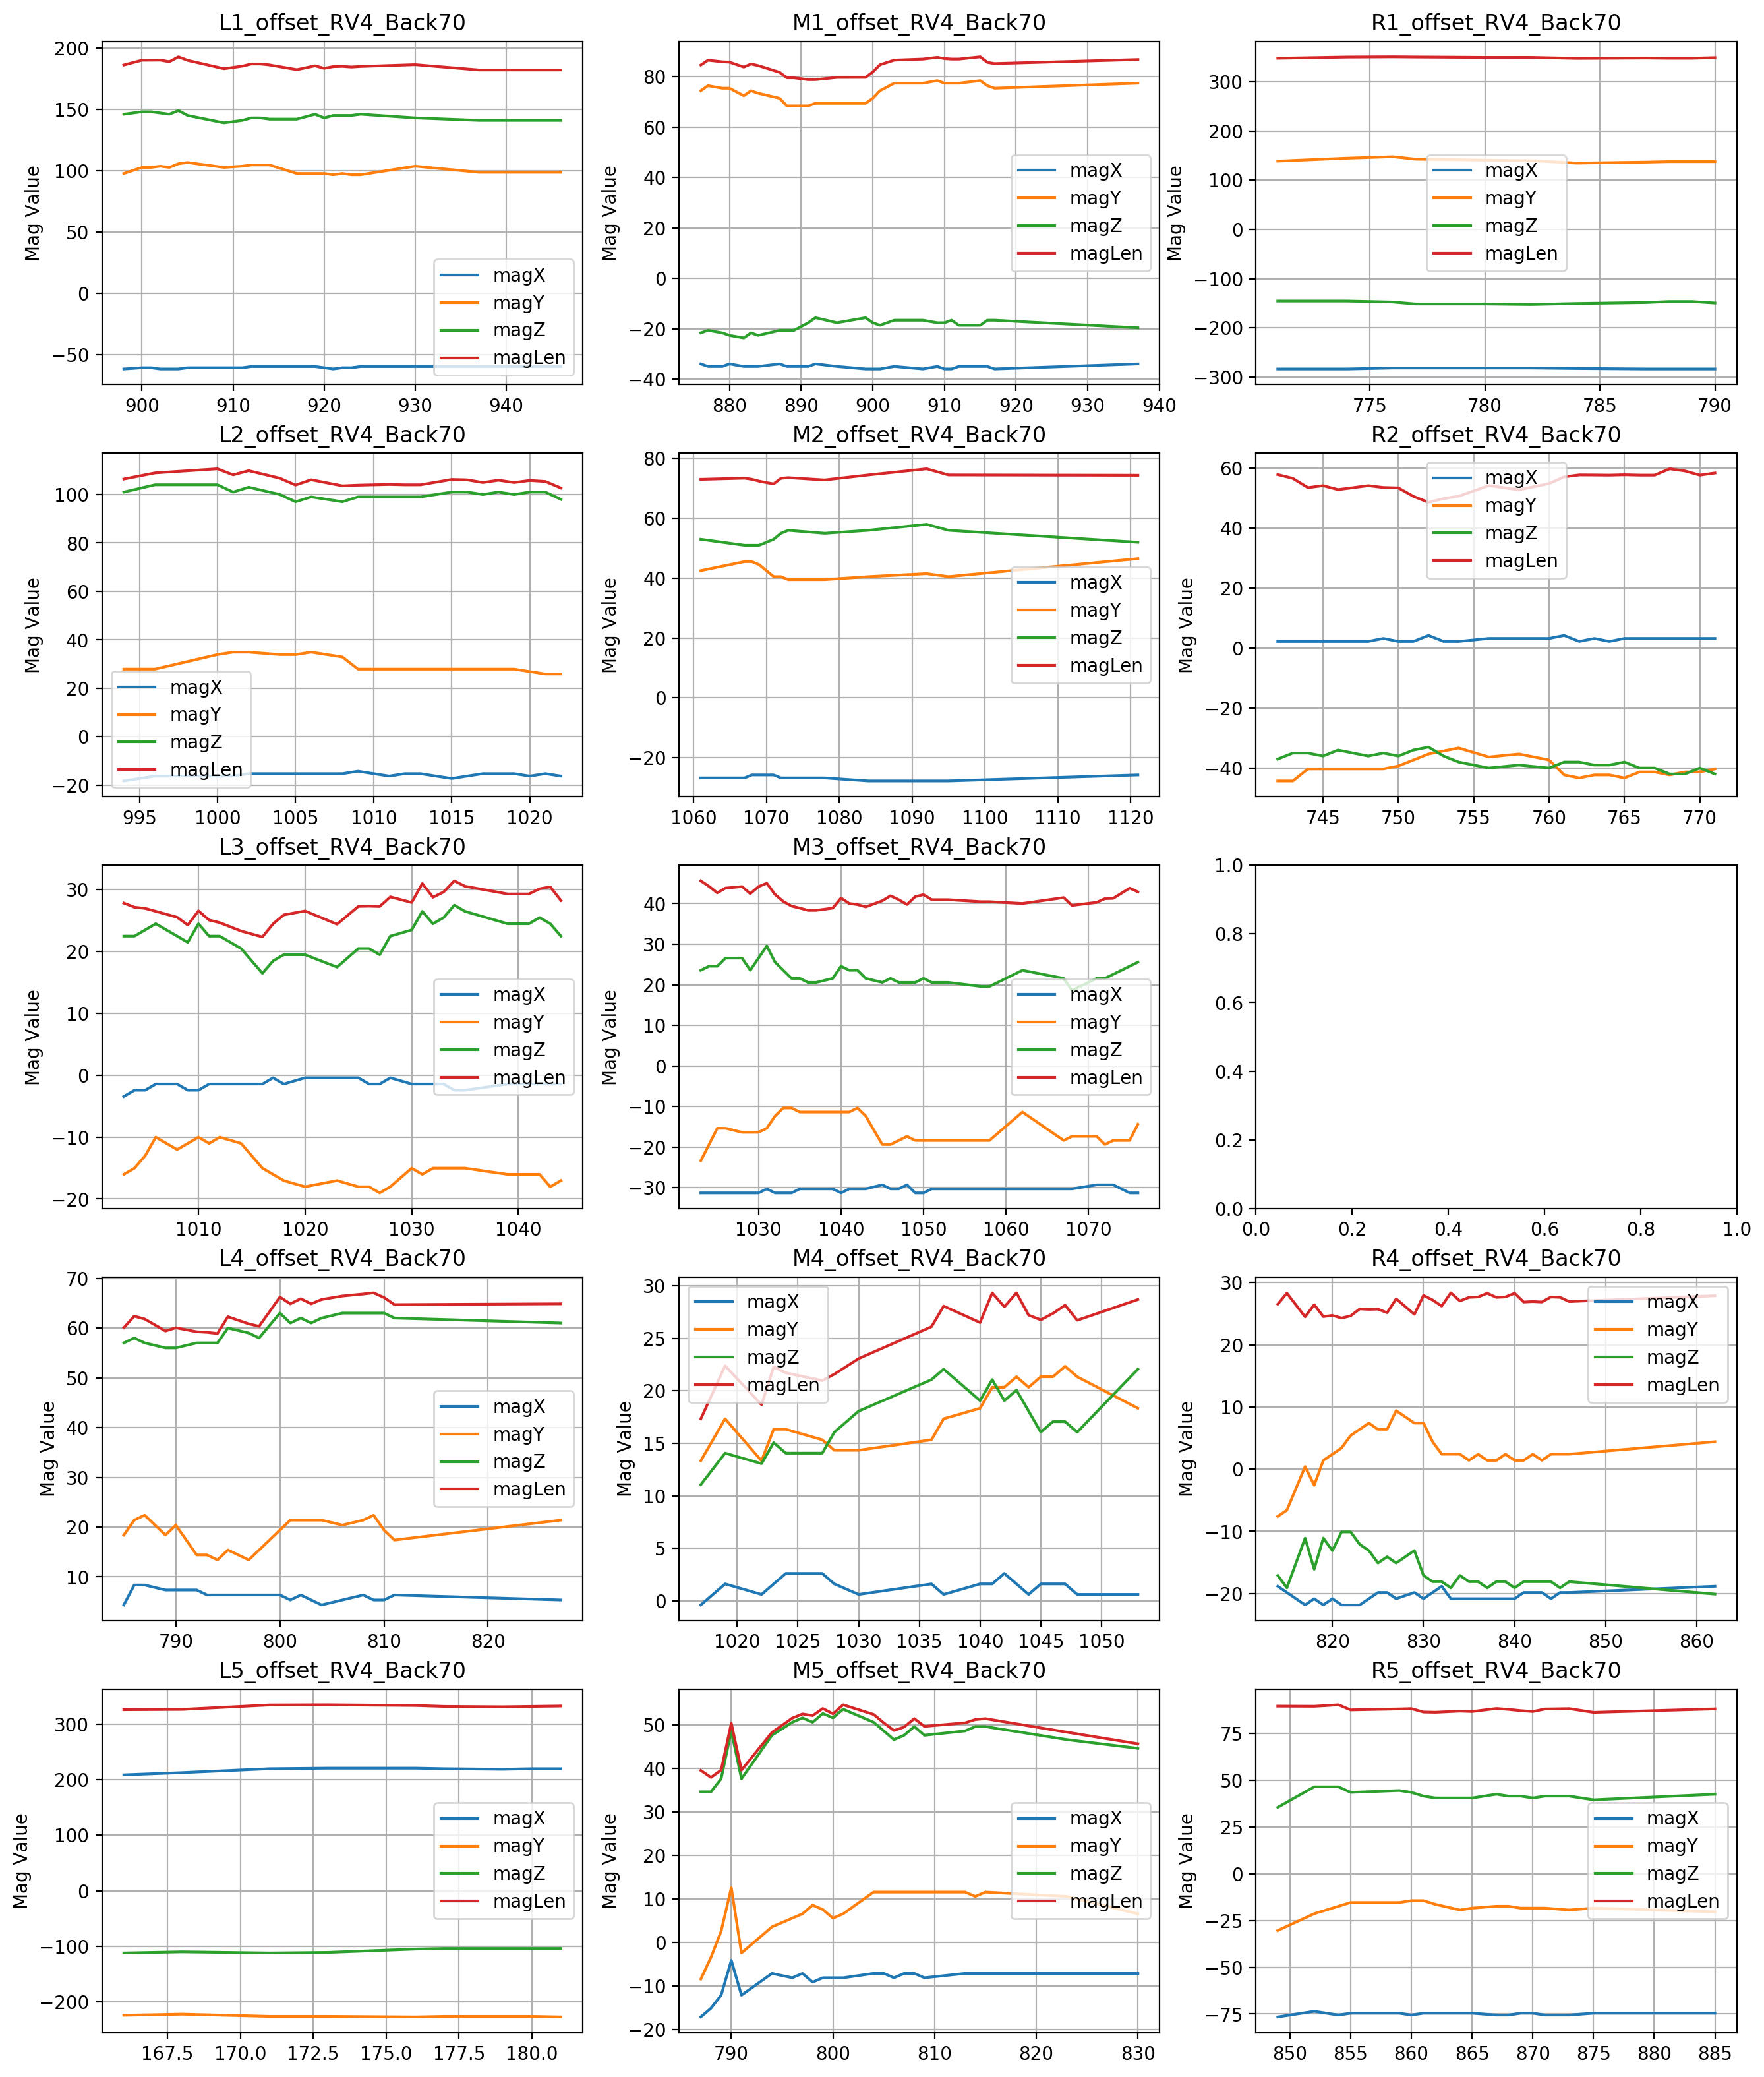 L1_offset_RV4_Back70
Mag Value
200
150
100
50
0
−50
magX
magY
magZ
magLen
900 910 920 930 940
M1_offset_RV4_Back70
Mag Value
80
60
40
20
0
−20
−40
magX
magY
magZ
magLen
880 890 900 910 920 930 940
R1_offset_RV4_Back70
Mag Value
300
200
100
0
−100
−200
−300
magX
magY
magZ
magLen
775 780 785 790
L2_offset_RV4_Back70
Mag Value
100
80
60
40
20
0
−20
magX
magY
magZ
magLen
995 1000 1005 1010 1015 1020
M2_offset_RV4_Back70
Mag Value
80
60
40
20
0
−20
magX
magY
magZ
magLen
1060 1070 1080 1090 1100 1110 1120
R2_offset_RV4_Back70
Mag Value
60
40
20
0
−20
−40
magX
magY
magZ
magLen
745 750 755 760 765 770
L3_offset_RV4_Back70
Mag Value
30
20
10
0
−10
−20
magX
magY
magZ
magLen
1010 1020 1030 1040
M3_offset_RV4_Back70
Mag Value
40
30
20
10
0
−10
−20
−30
magX
magY
magZ
magLen
1030 1040 1050 1060 1070
1.0
0.8
0.6
0.4
0.2
0.0
0.0 0.2 0.4 0.6 0.8 1.0
L4_offset_RV4_Back70
Mag Value
70
60
50
40
30
20
10
magX
magY
magZ
magLen
790 800 810 820
M4_offset_RV4_Back70
Mag Value
30
25
20
15
10
5
0
magX
magY
magZ
magLen
1020 1025 1030 1035 1040 1045 1050
R4_offset_RV4_Back70
Mag Value
30
20
10
0
−10
−20
magX
magY
magZ
magLen
820 830 840 850 860
L5_offset_RV4_Back70
Mag Value
300
200
100
0
−100
−200
magX
magY
magZ
magLen
167.5 170.0 172.5 175.0 177.5 180.0
M5_offset_RV4_Back70
Mag Value
50
40
30
20
10
0
−10
−20
magX
magY
magZ
magLen
790 800 810 820 830
R5_offset_RV4_Back70
Mag Value
75
50
25
0
−25
−50
−75
magX
magY
magZ
magLen
850 855 860 865 870 875 880 885